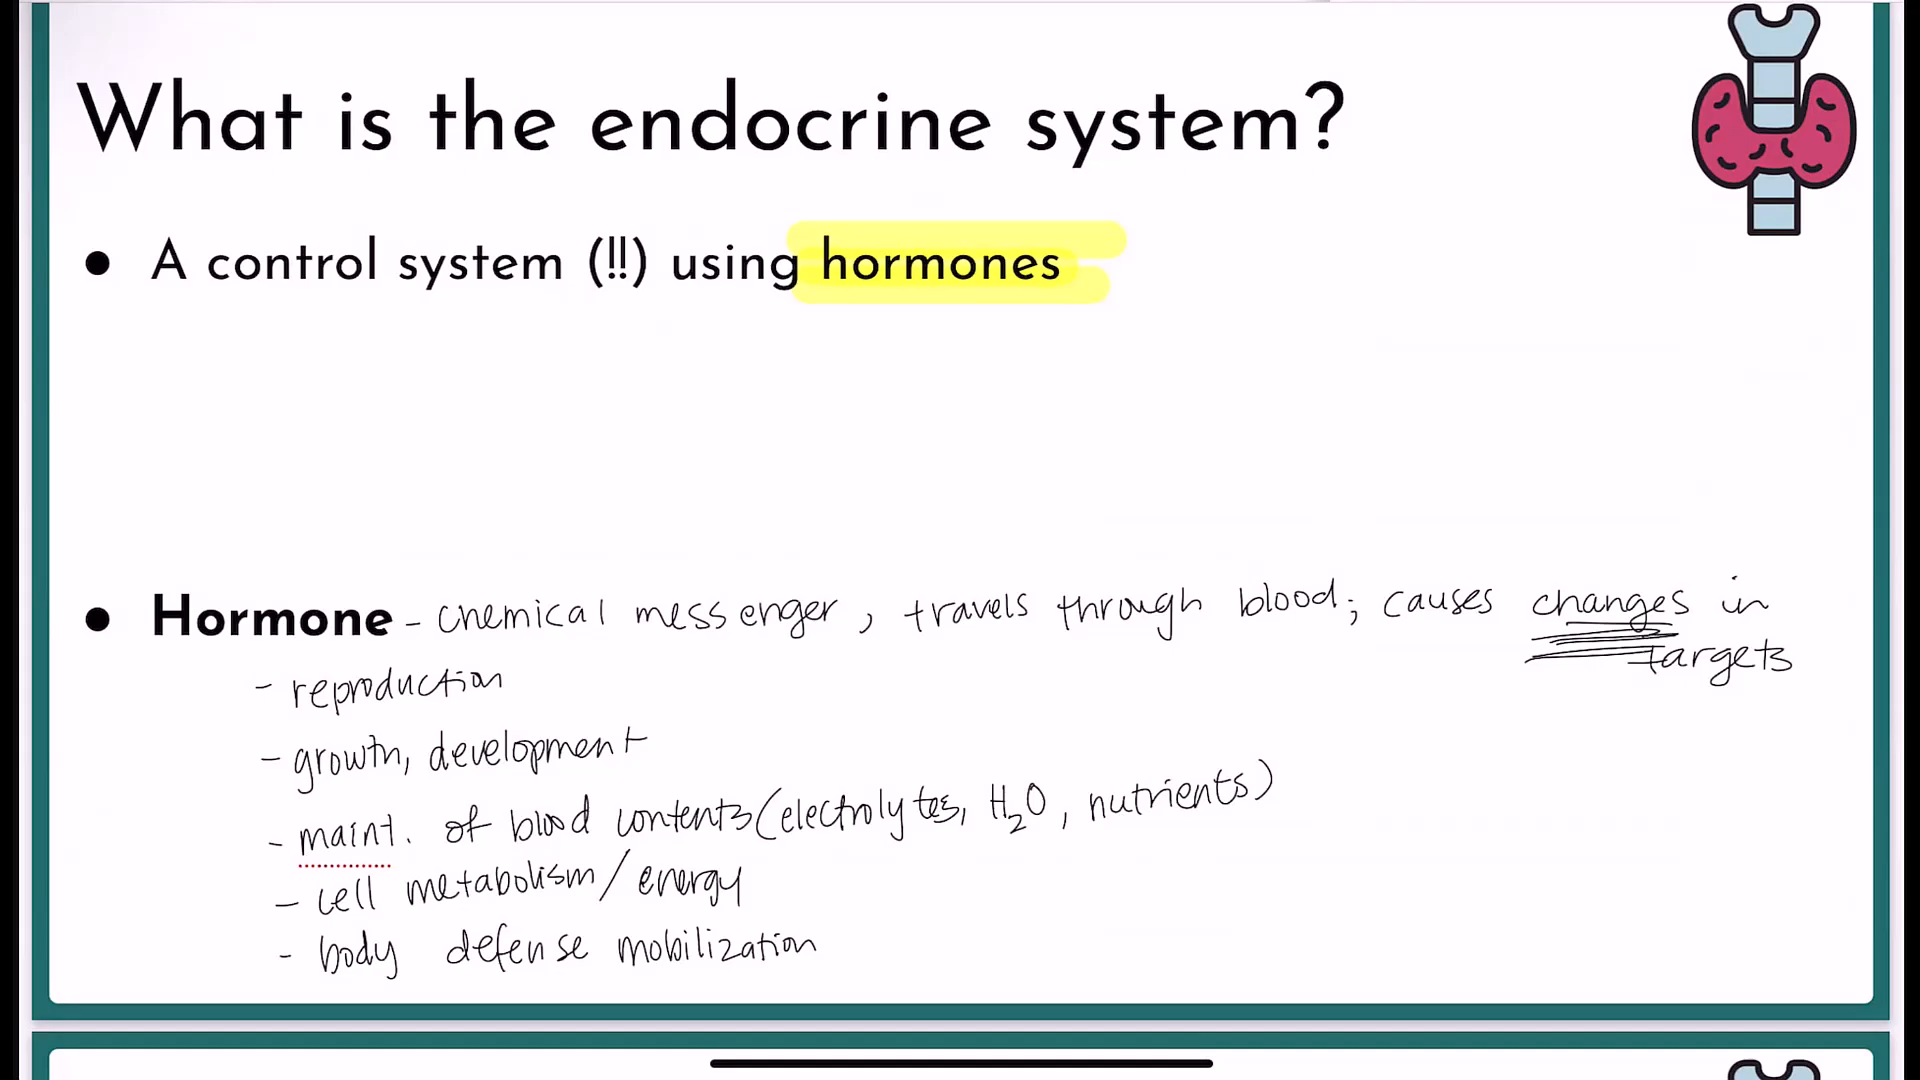 What is the endocrine system?
● A control system (!!) using hormones
● Hormone - chemical messenger, travels through blood; causes changes in
targets
- reproduction
- growth, development
- maint. of blood contents (electrolytes, H₂O, nutrients)
- cell metabolism/energy
- body defense mobilization